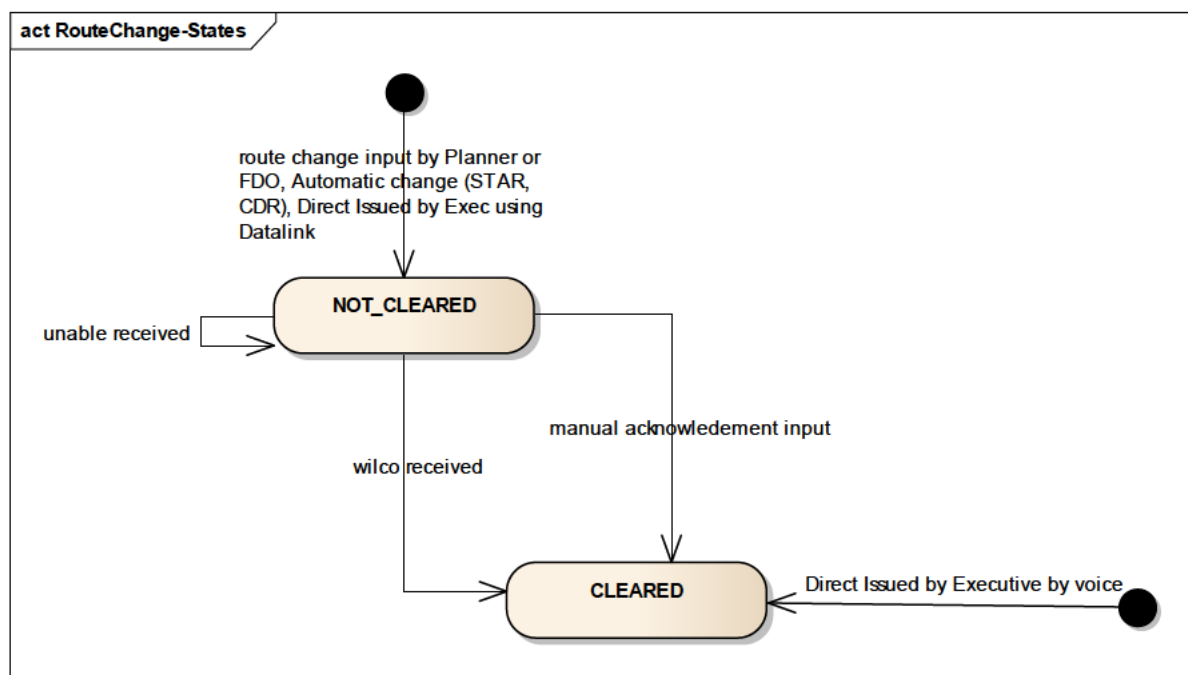 act RouteChange-States
route change input by Planner or
FDO, Automatic change (STAR,
CDR), Direct Issued by Exec using
Datalink
NOT_CLEARED
unable received
manual acknowledement input
wilco received
CLEARED
Direct Issued by Executive by voice